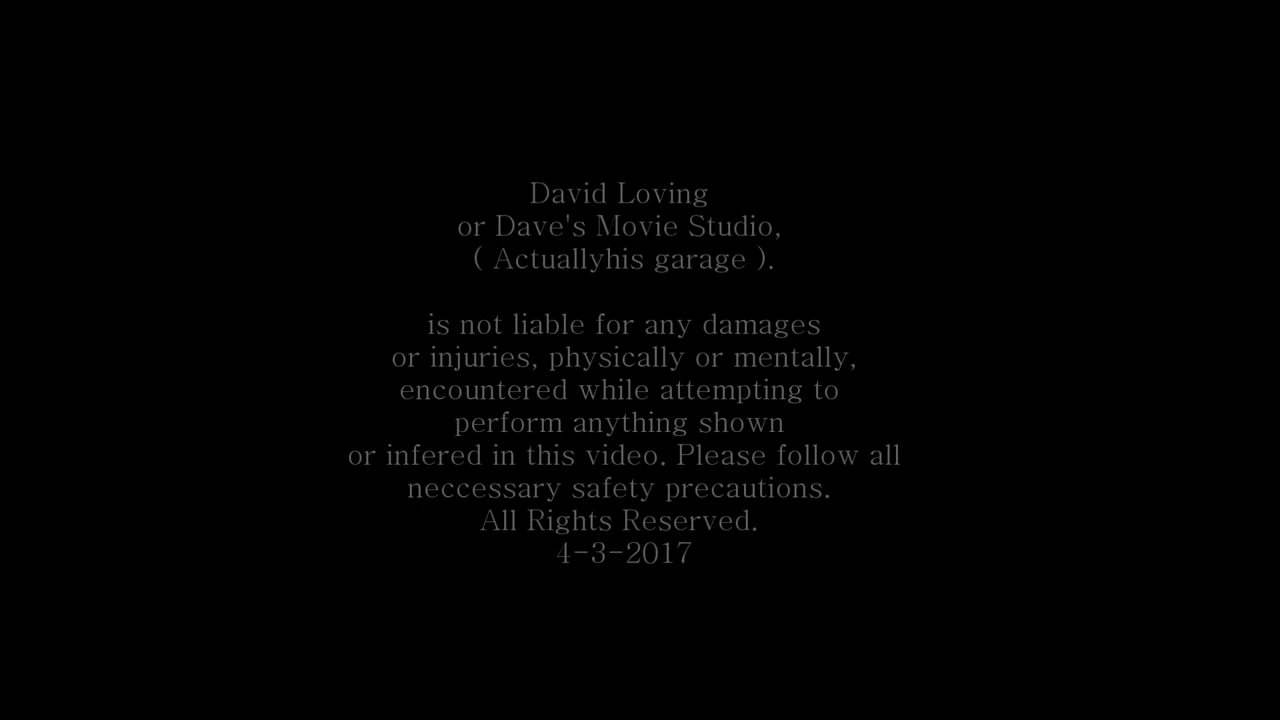 David Loving
or Dave's Movie Studio,
( Actuallyhis garage ).
is not liable for any damages
or injuries, physically or mentally,
encountered while attempting to
perform anything shown
or infered in this video. Please follow all
neccessary safety precautions.
All Rights Reserved.
4-3-2017